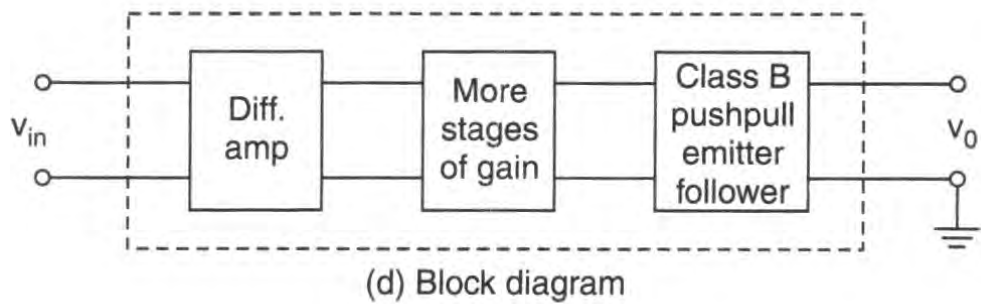 v_in
Diff.
amp
More
stages
of gain
Class B
pushpull
emitter
follower
v_0
(d) Block diagram